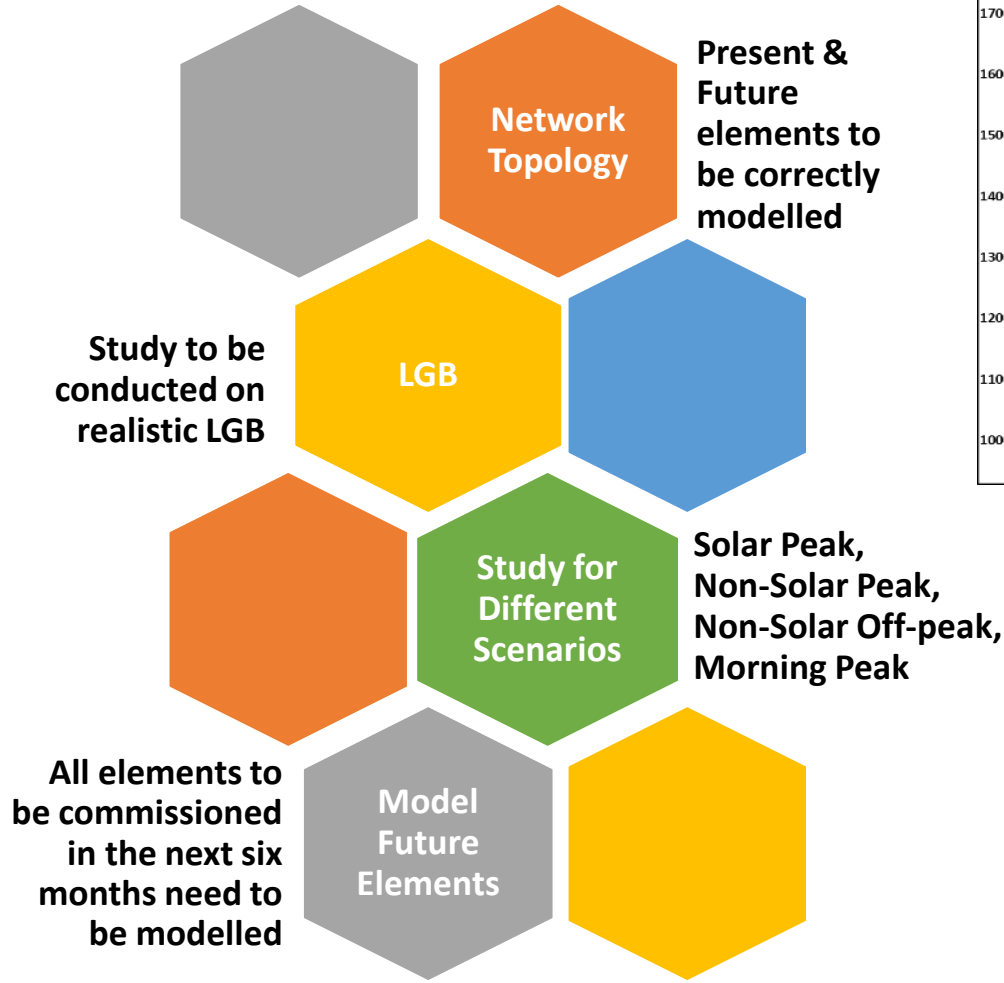 Network
Topology
Present &
Future
elements to
be correctly
modelled
170
160
150
140
130
120
110
100
Study to be
conducted on
realistic LGB
LGB
Study for
Different
Scenarios
Solar Peak,
Non-Solar Peak,
Non-Solar Off-peak,
Morning Peak
All elements to
be commissioned
in the next six
months need to
be modelled
Model
Future
Elements